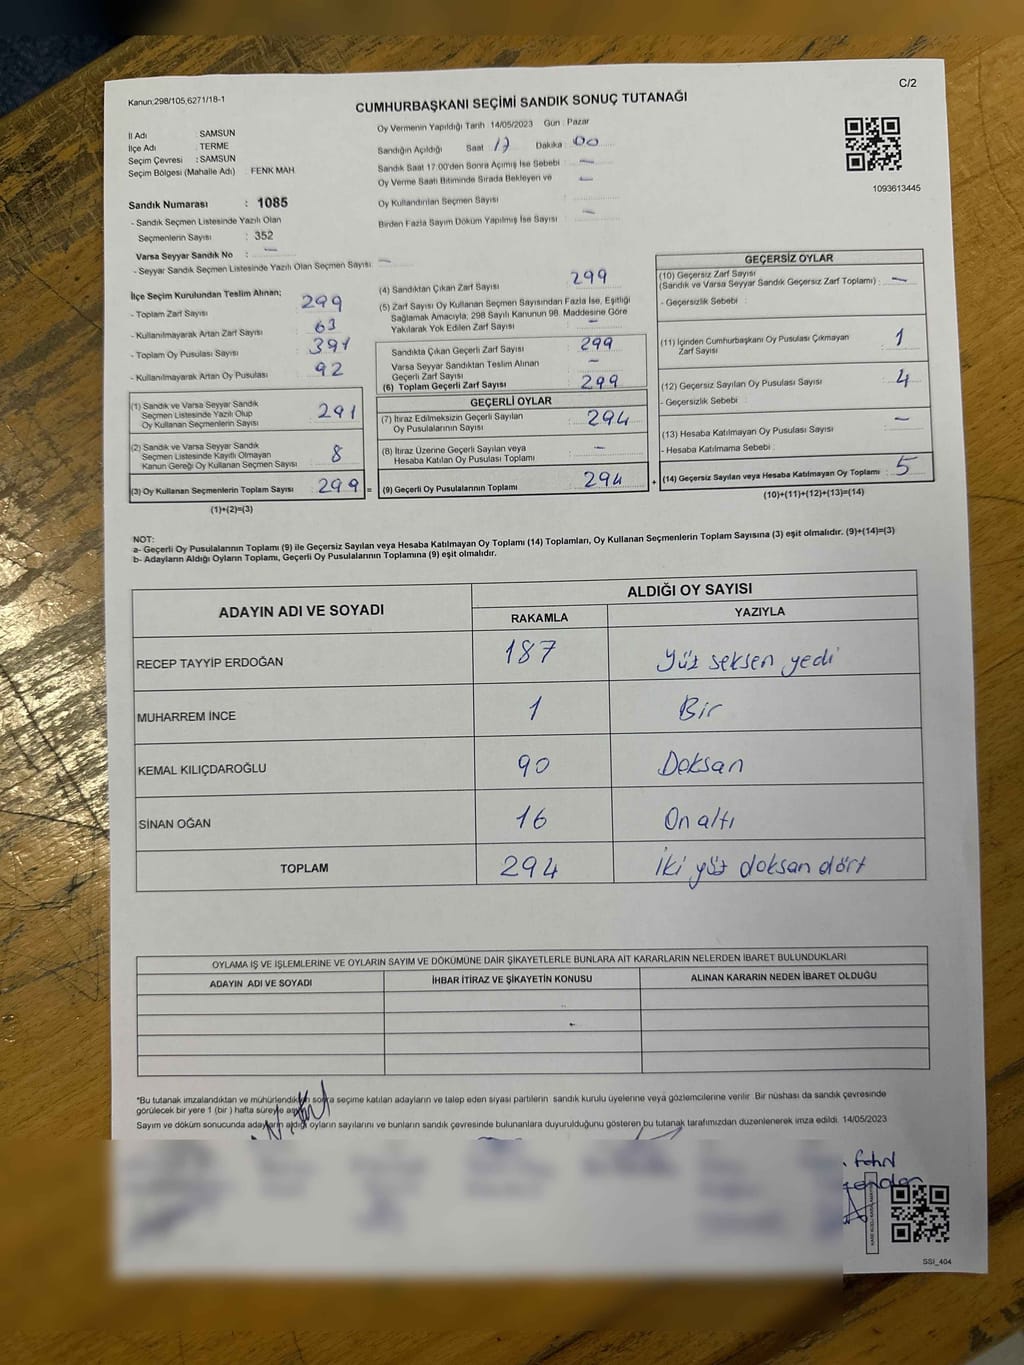 Kanun;298/105,6271/18-1
C/2
CUMHURBAŞKANI SEÇİMİ SANDIK SONUÇ TUTANAĞI
İl Adı SAMSUN
İlçe Adı : TERME
Seçim Çevresi : SAMSUN
Seçim Bölgesi (Mahalle Adı) : FENK MAH
Sandık Numarası : 1085
- Sandık Seçmen Listesinde Yazılı Olan
Seçmenlerin Sayısı : 352
Varsa Seyyar Sandık No : —
- Seyyar Sandık Seçmen Listesinde Yazılı Olan Seçmen Sayısı : —
Oy Vermenin Yapıldığı Tarih 14/05/2023 Gün : Pazar
Sandığın Açıldığı Saat 17 Dakika : 00
Sandık Saat 17:00'den Sonra Açımış İse Sebebi : —
Oy Verme Saati Bitiminde Sırada Bekleyen ve —
Oy Kullandırılan Seçmen Sayısı :
Birden Fazla Sayım Döküm Yapılmış İse Sayısı : —
1093613445
İlçe Seçim Kurulundan Teslim Alınan;
- Toplam Zarf Sayısı : 299
- Kullanılmayarak Artan Zarf Sayısı : 63
- Toplam Oy Pusulası Sayısı : 391
- Kullanılmayarak Artan Oy Pusulası : 92
(1) Sandık ve Varsa Seyyar Sandık
Seçmen Listesinde Yazılı Olup
Oy Kullanan Seçmenlerin Sayısı : 291
(2) Sandık ve Varsa Seyyar Sandık
Seçmen Listesinde Kayıtlı Olmayan
Kanun Gereği Oy Kullanan Seçmen Sayısı : 8
(3) Oy Kullanan Seçmenlerin Toplam Sayısı : 299 =
(1)+(2)=(3)
(4) Sandıktan Çıkan Zarf Sayısı : 299
(5) Zarf Sayısı Oy Kullanan Seçmen Sayısından Fazla İse, Eşitliği
Sağlamak Amacıyla; 298 Sayılı Kanunun 98. Maddesine Göre
Yakılarak Yok Edilen Zarf Sayısı : —
Sandıkta Çıkan Geçerli Zarf Sayısı : 299
Varsa Seyyar Sandıktan Teslim Alınan
Geçerli Zarf Sayısı : —
(6) Toplam Geçerli Zarf Sayısı : 299
GEÇERLİ OYLAR
(7) İtiraz Edilmeksizin Geçerli Sayılan
Oy Pusulalarının Sayısı : 294
(8) İtiraz Üzerine Geçerli Sayılan veya
Hesaba Katılan Oy Pusulası Toplamı : —
(9) Geçerli Oy Pusulalarının Toplamı : 294 +
GEÇERSİZ OYLAR
(10) Geçersiz Zarf Sayısı
(Sandık ve Varsa Seyyar Sandık Geçersiz Zarf Toplamı) : —
- Geçersizlik Sebebi :
(11) İçinden Cumhurbaşkanı Oy Pusulası Çıkmayan
Zarf Sayısı : 1
(12) Geçersiz Sayılan Oy Pusulası Sayısı : 4
- Geçersizlik Sebebi :
(13) Hesaba Katılmayan Oy Pusulası Sayısı : —
- Hesaba Katılmama Sebebi :
(14) Geçersiz Sayılan veya Hesaba Katılmayan Oy Toplamı : 5
(10)+(11)+(12)+(13)=(14)
NOT:
a- Geçerli Oy Pusulalarının Toplamı (9) ile Geçersiz Sayılan veya Hesaba Katılmayan Oy Toplamı (14) Toplamları, Oy Kullanan Seçmenlerin Toplam Sayısına (3) eşit olmalıdır. (9)+(14)=(3)
b- Adayların Aldığı Oyların Toplamı, Geçerli Oy Pusulalarının Toplamına (9) eşit olmalıdır.
ADAYIN ADI VE SOYADI ALDIĞI OY SAYISI
RAKAMLA YAZIYLA
RECEP TAYYİP ERDOĞAN 187 Yüz seksen yedi
MUHARREM İNCE 1 Bir
KEMAL KILIÇDAROĞLU 90 Doksan
SİNAN OĞAN 16 On altı
TOPLAM 294 İki yüz doksan dört
OYLAMA İŞ VE İŞLEMLERİNE VE OYLARIN SAYIM VE DÖKÜMÜNE DAİR ŞİKAYETLERLE BUNLARA AİT KARARLARIN NELERDEN İBARET BULUNDUKLARI
ADAYIN ADI VE SOYADI İHBAR İTİRAZ VE ŞİKAYETİN KONUSU ALINAN KARARIN NEDEN İBARET OLDUĞU
*Bu tutanak imzalandıktan ve mühürlendikten sonra seçime katılan adayların ve talep eden siyasi partilerin sandık kurulu üyelerine veya gözlemcilerine verilir. Bir nüshası da sandık çevresinde
görülecek bir yere 1 (bir ) hafta süreyle asılır.
Sayım ve döküm sonucunda adayların aldığı oyların sayılarını ve bunların sandık çevresinde bulunanlara duyurulduğunu gösteren bu tutanak tarafımızdan düzenlenerek imza edildi. 14/05/2023
SSİ_404